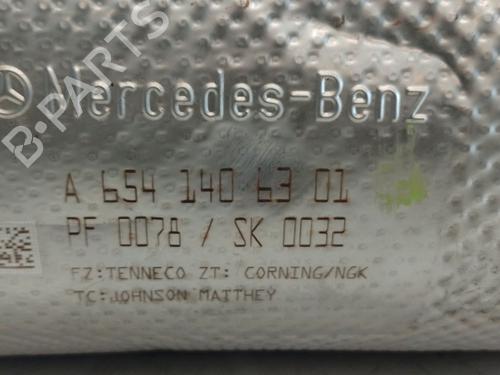 B-PARTS
Mercedes-Benz
A 654 140 63 01
PF 0078 / SK 0032
FZ:TENNECO ZT: CORNING/NGK
TC:JOHNSON MATTHEY